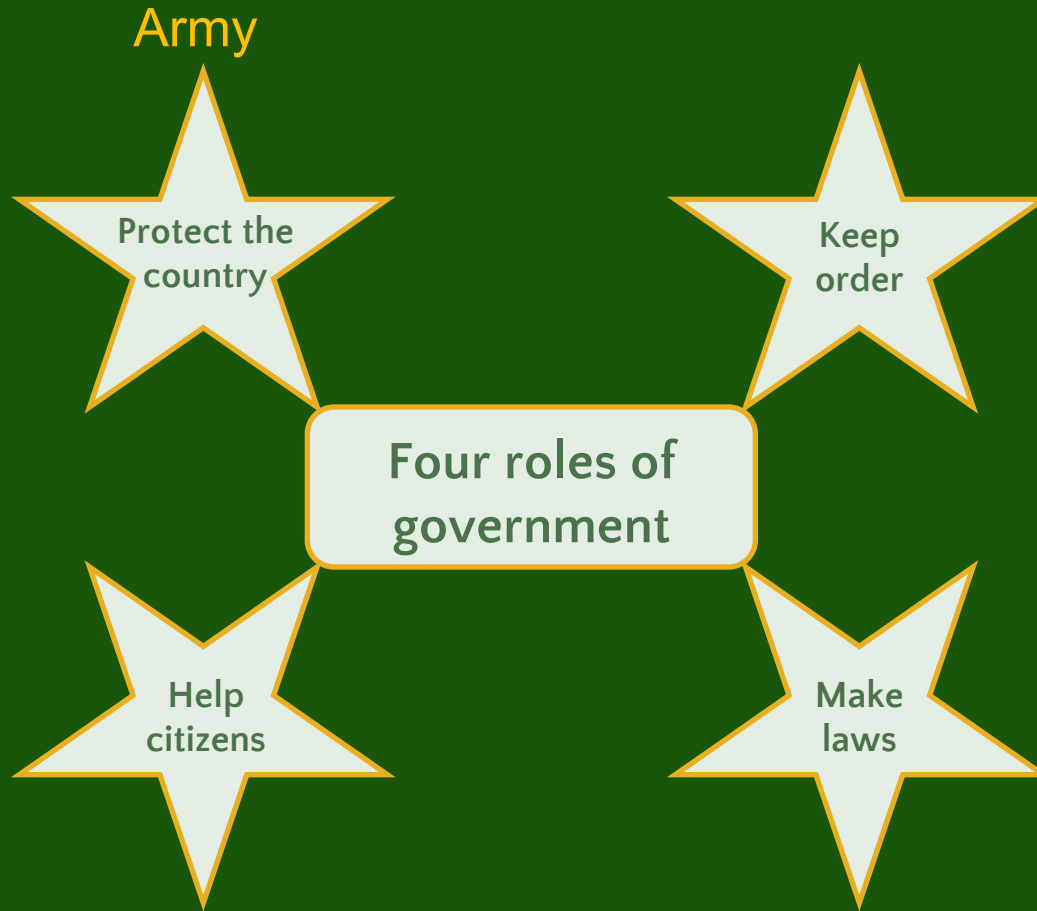 Army
Protect the
country
Keep
order
Four roles of
government
Help
citizens
Make
laws